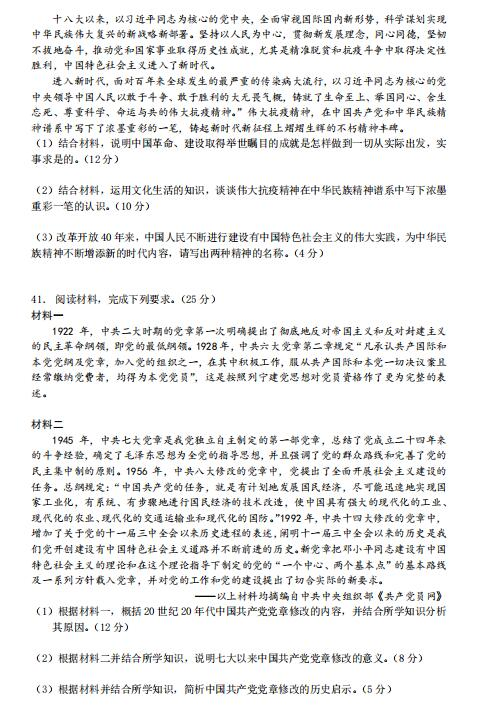 十八大以来，以习近平同志为核心的党中央，全面审视国际国内新形势，科学谋划实现
中华民族伟大复兴的战略新部署。坚持以人民为中心，贯彻新发展理念，同心同德，坚韧
不拔地奋斗，推动党和国家事业取得历史性成就，尤其是精准脱贫和抗疫斗争中取得决定性
胜利，中国特色社会主义进入了新时代。
进入新时代，面对百年来全球发生的最严重的传染病大流行，以习近平同志为核心的党
中央领导中国人民以敢于斗争、敢于胜利的大无畏气概，铸就了生命至上、举国同心、舍生
忘死、尊重科学、命运与共的伟大抗疫精神。”伟大抗疫精神，在中国共产党和中华民族精
神谱系中写下了浓墨重彩的一笔，铸起新时代新征程上熠熠生辉的不朽精神丰碑。
（1）结合材料，说明中国革命、建设取得举世瞩目的成就是怎样做到一切从实际出发，实
事求是的。（12分）
（2）结合材料，运用文化生活的知识，谈谈伟大抗疫精神在中华民族精神谱系中写下浓墨
重彩一笔的认识。（10分）
（3）改革开放40年来，中国人民不断进行建设有中国特色社会主义的伟大实践，为中华民
族精神不断增添新的时代内容，请写出两种精神的名称。（4分）
41． 阅读材料，完成下列要求。（25分）
材料一
1922 年，中共二大时期的党章第一次明确提出了彻底地反对帝国主义和反对封建主义
的民主革命纲领，即党的最低纲领。1928年，中共六大党章第二章规定“凡承认共产国际和
本党党纲及党章，加入党的组织之一，在其中积极工作，服从共产国际和本党一切决议案且
经常缴纳党费者，均得为本党党员”，这是按照列宁建党思想对党员资格作了更为完整的表
述。
材料二
1945 年，中共七大党章是我党独立自主制定的第一部党章，总结了党成立二十四年来
的斗争经验，确定了毛泽东思想为全党的指导思想，并且强调了党的群众路线和完善了党的
民主集中制的原则。1956 年，中共八大修改的党章中，党提出了全面开展社会主义建设的
任务。总纲规定：“中国共产党的任务，就是有计划地发展国民经济，尽可能迅速地实现国
家工业化，有系统、有步骤地进行国民经济的技术改造，使中国具有强大的现代化的工业、
现代化的农业、现代化的交通运输业和现代化的国防。”1992 年，中共十四大修改的党章中，
增加了关于党的十一届三中全会以来历史进程的表述，阐明十一届三中全会以来的历史是我
们党开创建设有中国特色社会主义道路并不断前进的历史。新党章把邓小平同志建设有中国
特色社会主义的理论和在这个理论指导下制定的党的“一个中心、两个基本点”的基本路线
及一系列方针载入党章，并对党的工作和党的建设提出了切合实际的新要求。
——以上材料均摘编自中共中央组织部《共产党员网》
（1）根据材料一，概括20世纪20年代中国共产党党章修改的内容，并结合所学知识分析
其原因。（12分）
（2）根据材料二并结合所学知识，说明七大以来中国共产党党章修改的意义。（8分）
（3）根据材料并结合所学知识，简析中国共产党党章修改的历史启示。（5分）